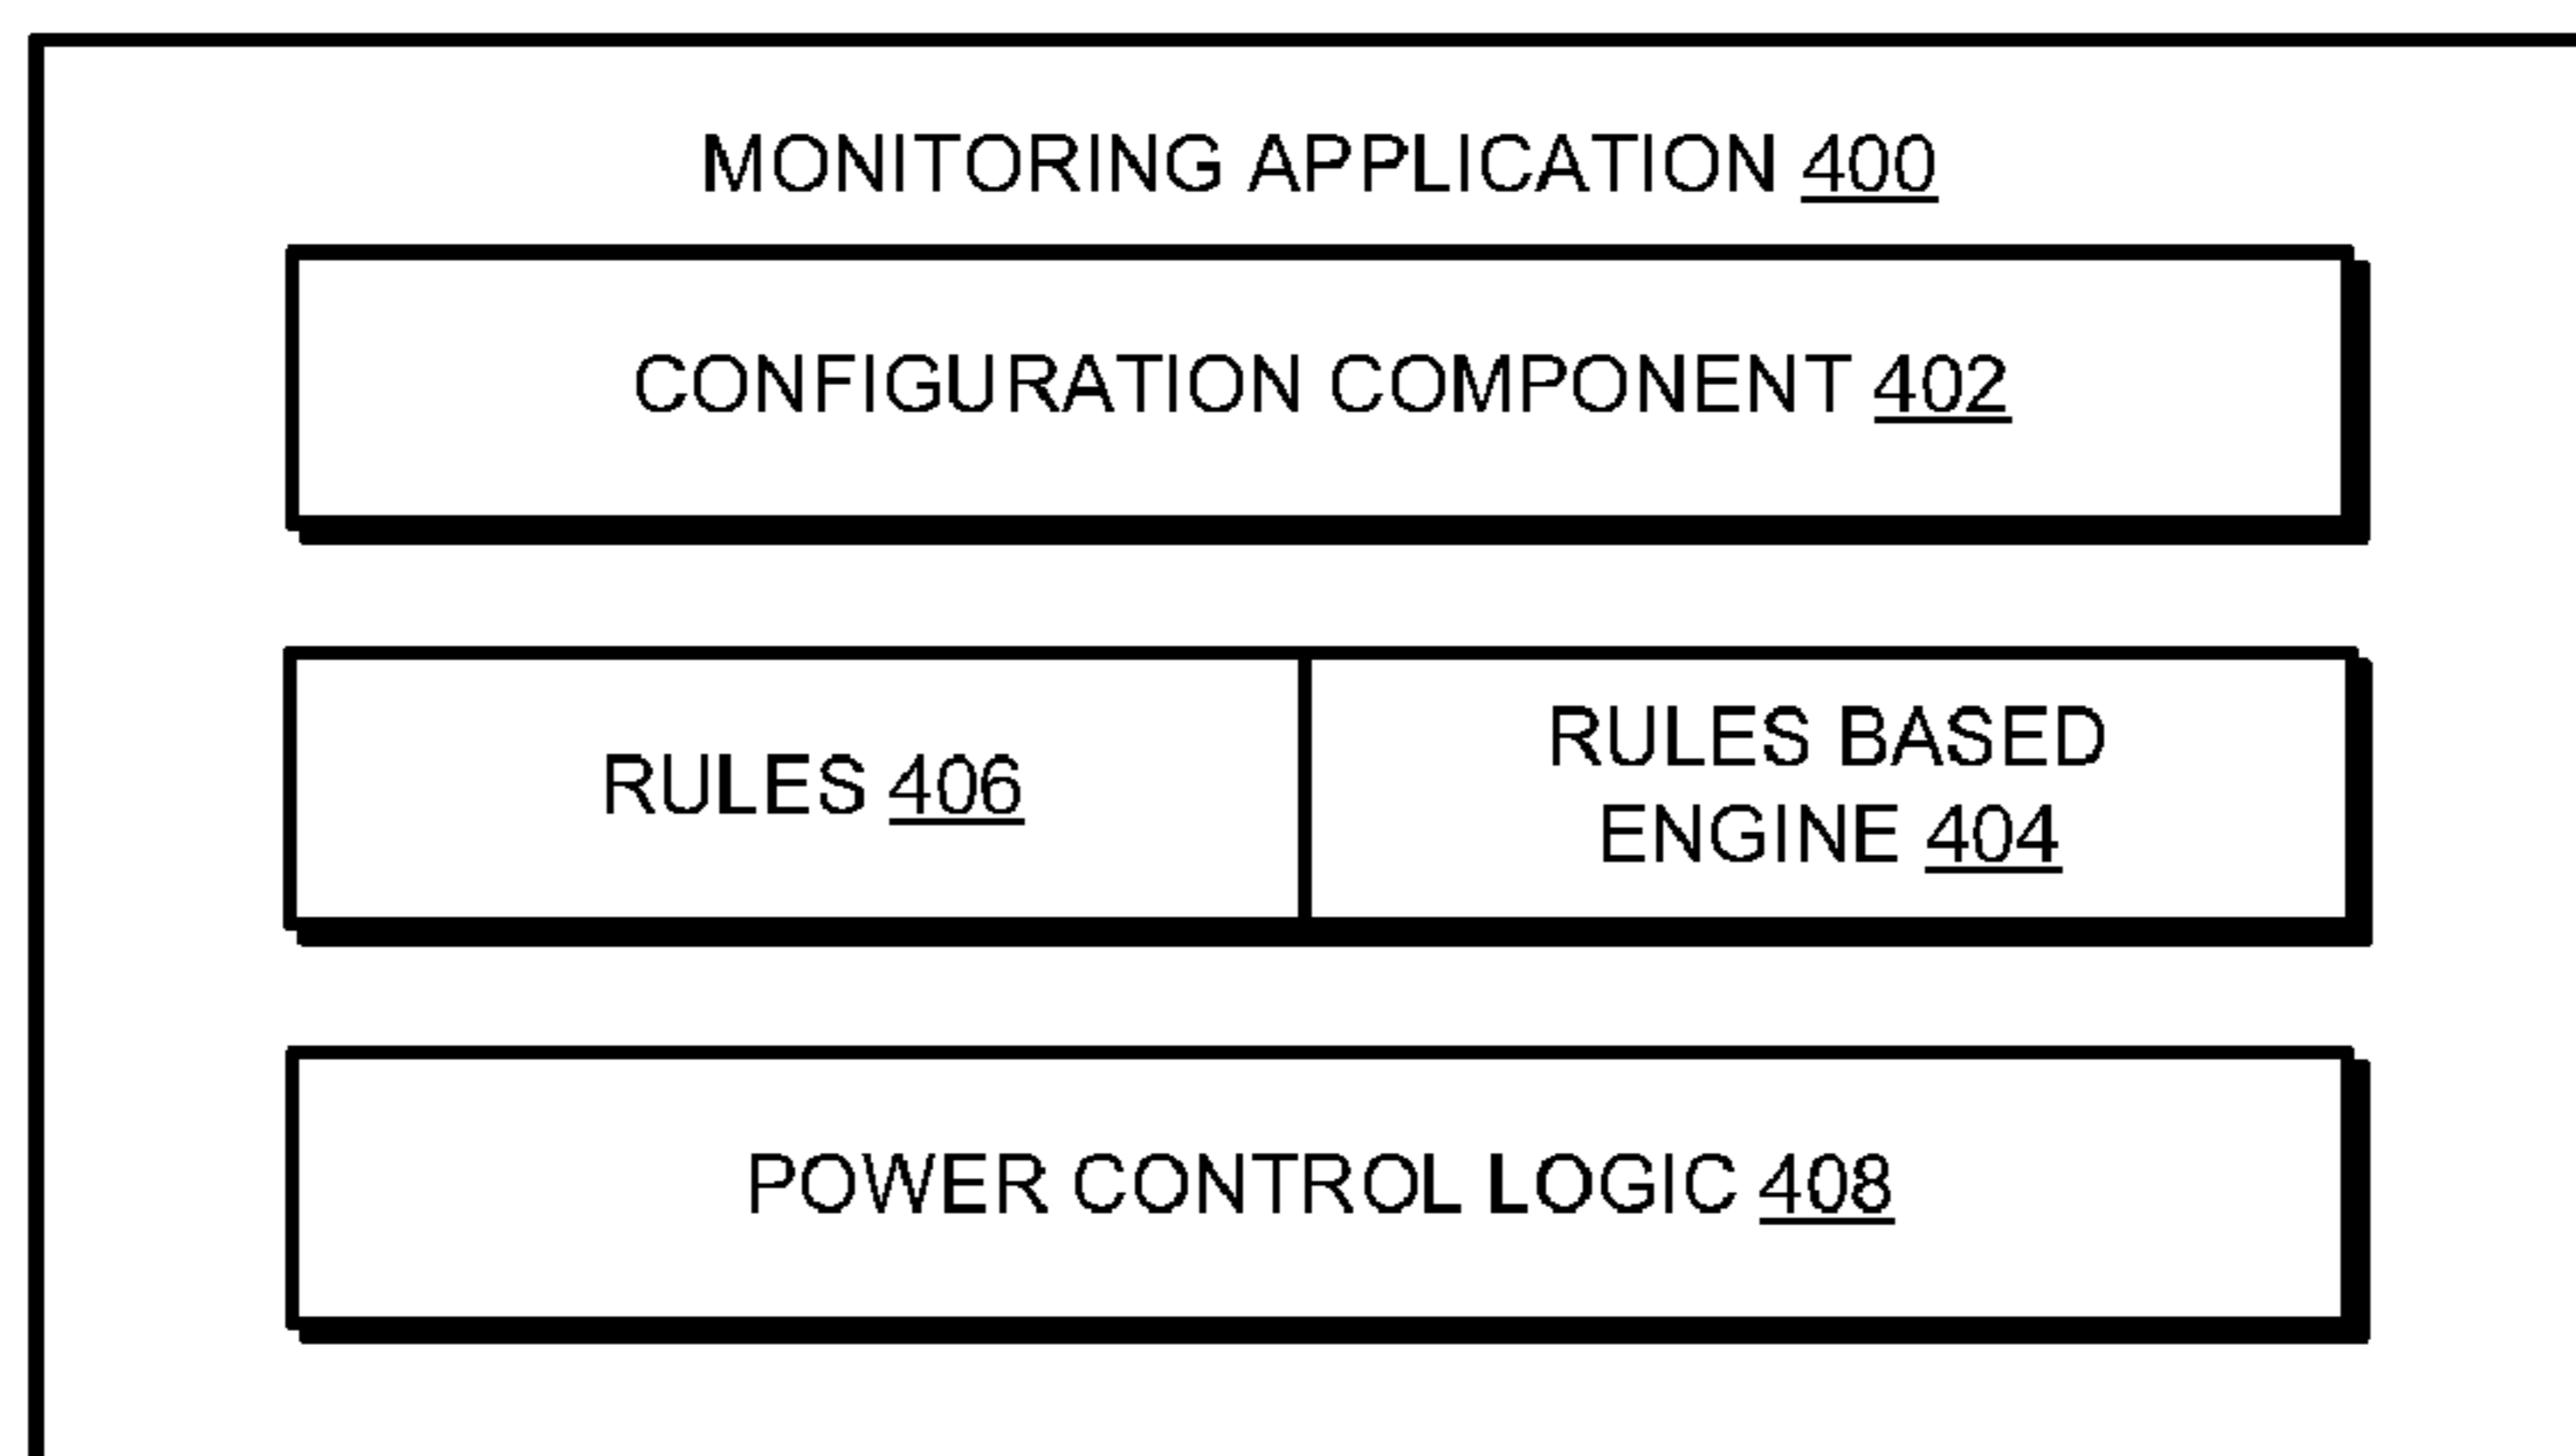 MONITORING APPLICATION 400
CONFIGURATION COMPONENT 402
RULES 406
RULES BASED
ENGINE 404
POWER CONTROL LOGIC 408